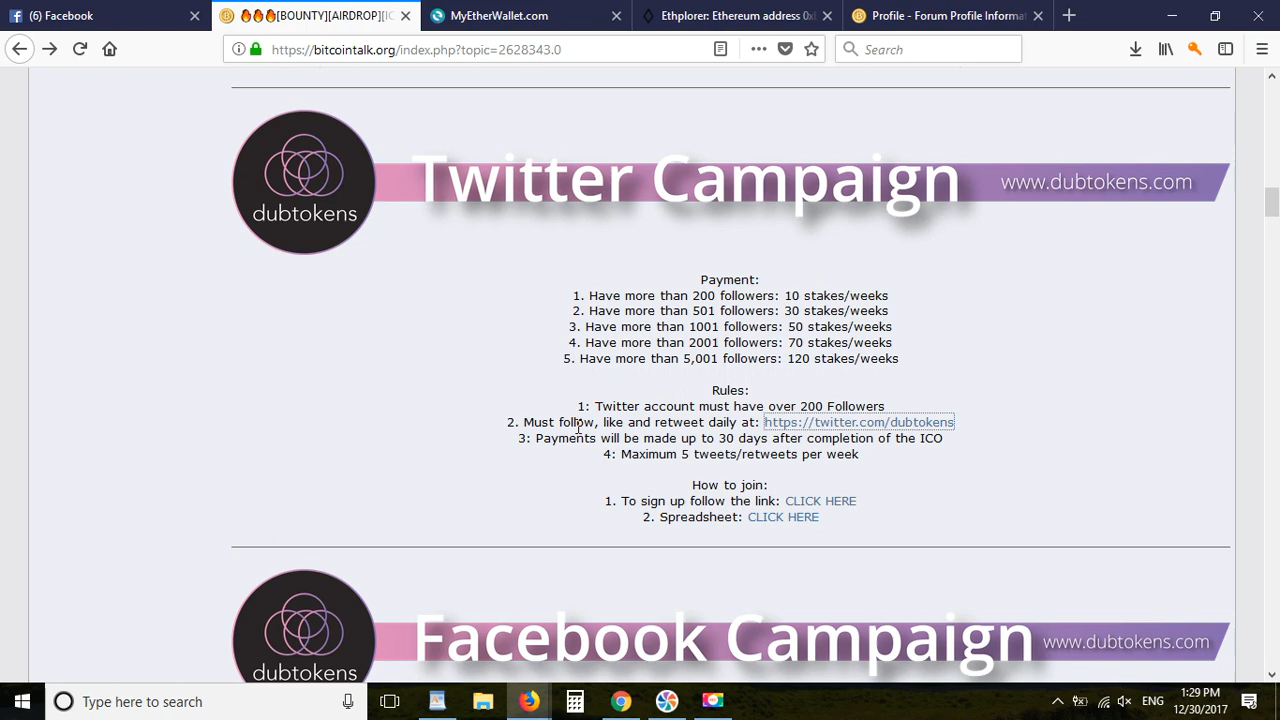 (6) Facebook
🔥🔥🔥[BOUNTY][AIRDROP][IC
MyEtherWallet.com
Ethplorer: Ethereum address 0x
Profile - Forum Profile Informat
https://bitcointalk.org/index.php?topic=2628343.0
Search
dubtokens
Twitter Campaign
www.dubtokens.com
Payment:
1. Have more than 200 followers: 10 stakes/weeks
2. Have more than 501 followers: 30 stakes/weeks
3. Have more than 1001 followers: 50 stakes/weeks
4. Have more than 2001 followers: 70 stakes/weeks
5. Have more than 5,001 followers: 120 stakes/weeks
Rules:
1: Twitter account must have over 200 Followers
2. Must follow, like and retweet daily at: https://twitter.com/dubtokens
3: Payments will be made up to 30 days after completion of the ICO
4: Maximum 5 tweets/retweets per week
How to join:
1. To sign up follow the link: CLICK HERE
2. Spreadsheet: CLICK HERE
dubtokens
Facebook Campaign
www.dubtokens.com
Type here to search
ENG
1:29 PM
12/30/2017